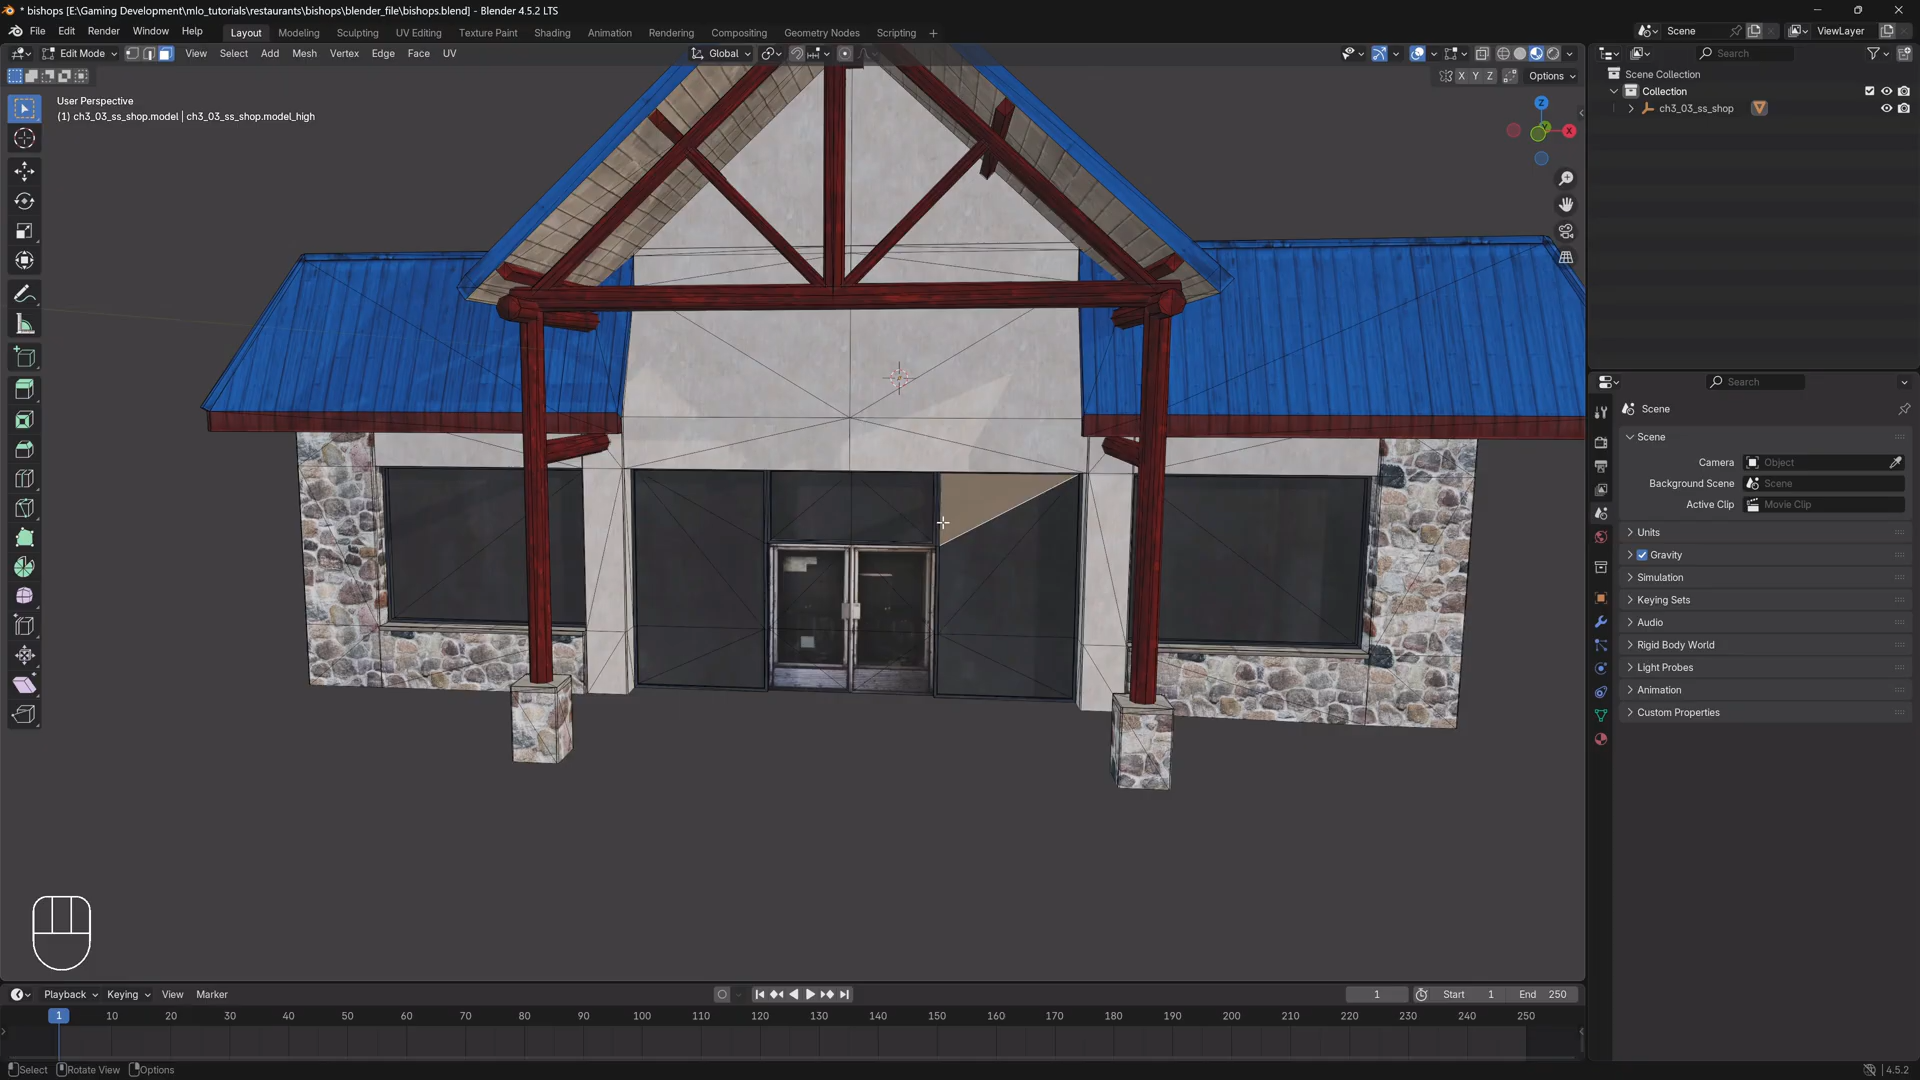 * bishops [E:\Gaming Development\mlo_tutorials\restaurants\bishops\blender_file\bishops.blend] - Blender 4.5.2 LTS
File Edit Render Window Help Layout Modeling Sculpting UV Editing Texture Paint Shading Animation Rendering Compositing Geometry Nodes Scripting + Scene ViewLayer
Edit Mode View Select Add Mesh Vertex Edge Face UV Global Search
X Y Z Options
Scene Collection
Collection
ch3_03_ss_shop
User Perspective
(1) ch3_03_ss_shop.model | ch3_03_ss_shop.model_high
Z
X
Y
Search
Scene
Scene
Camera Object
Background Scene Scene
Active Clip Movie Clip
Units
Gravity
Simulation
Keying Sets
Audio
Rigid Body World
Light Probes
Animation
Custom Properties
Playback Keying View Marker 1 Start 1 End 250
1 10 20 30 40 50 60 70 80 90 100 110 120 130 140 150 160 170 180 190 200 210 220 230 240 250
Select Rotate View Options 4.5.2